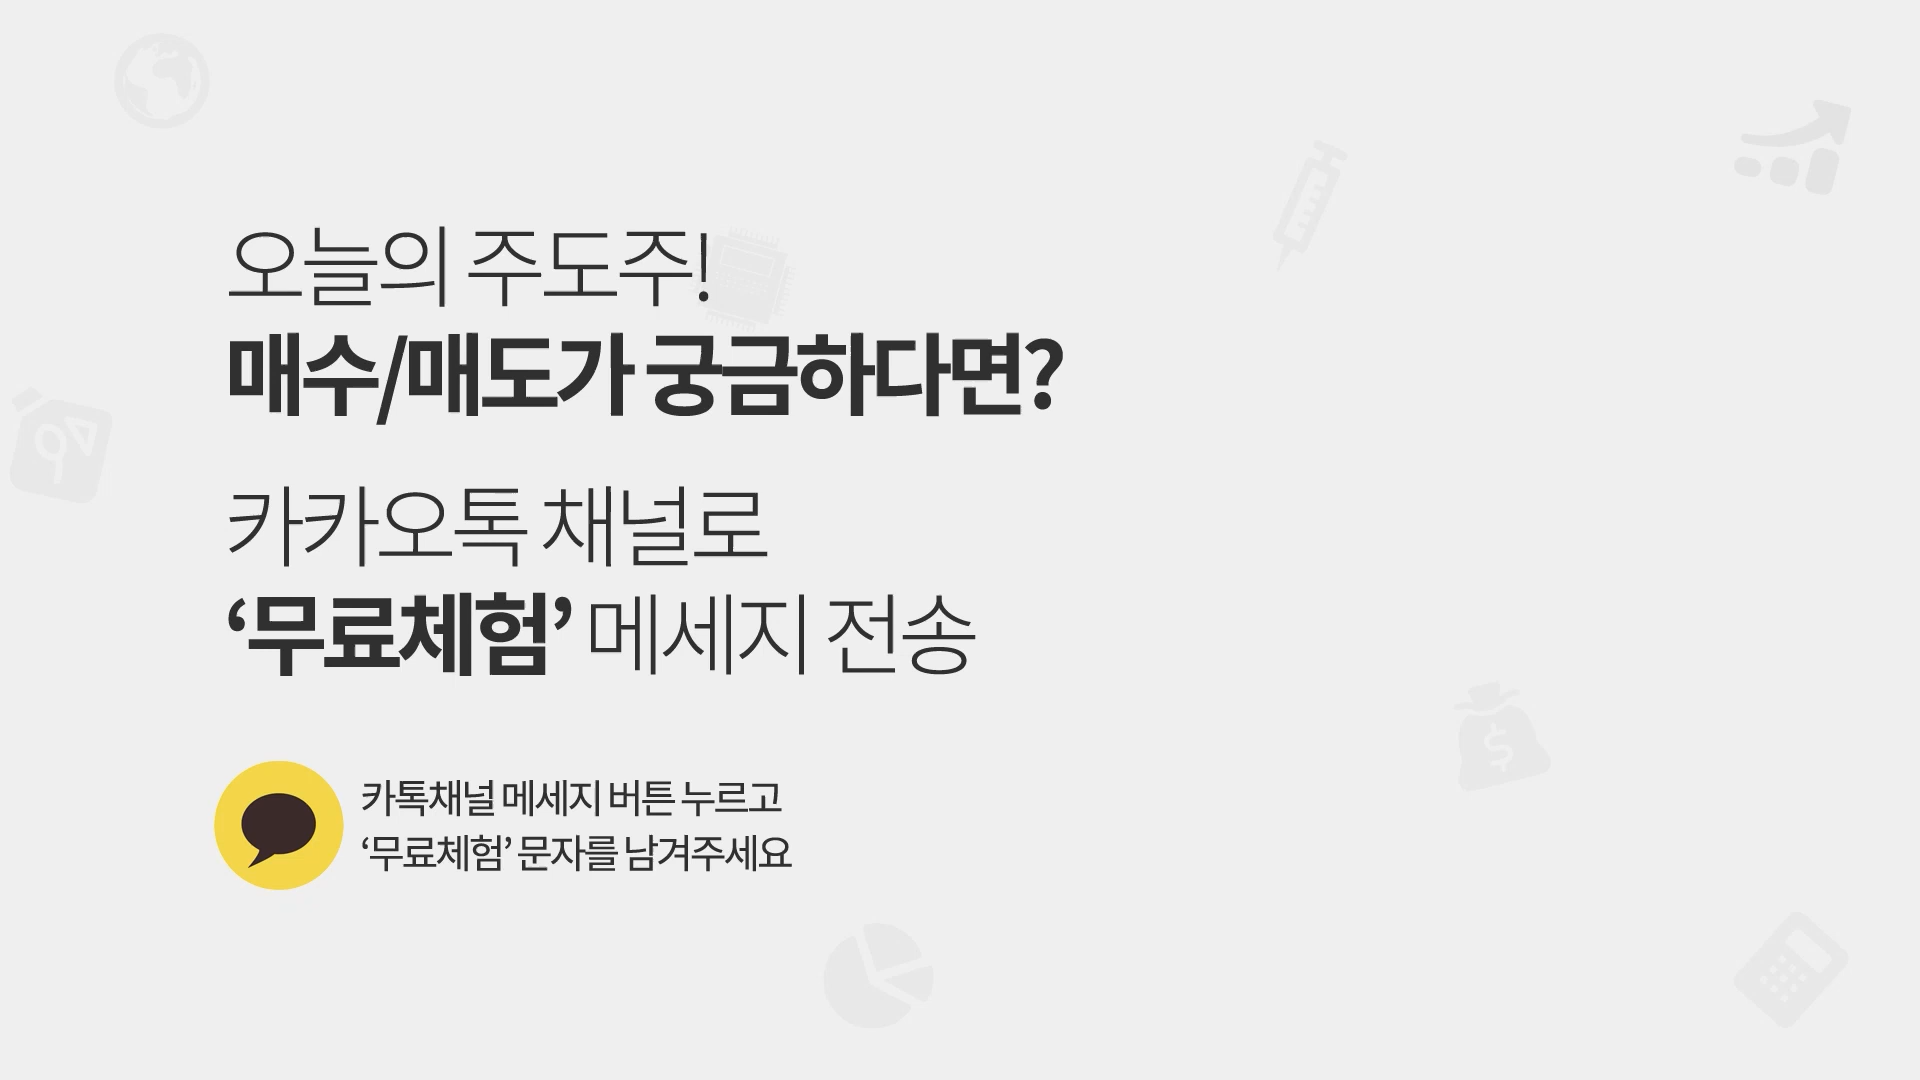 오늘의 주도주!
매수/매도가 궁금하다면?
카카오톡 채널로
‘무료체험’ 메세지 전송
카톡채널 메세지 버튼 누르고
‘무료체험’ 문자를 남겨주세요